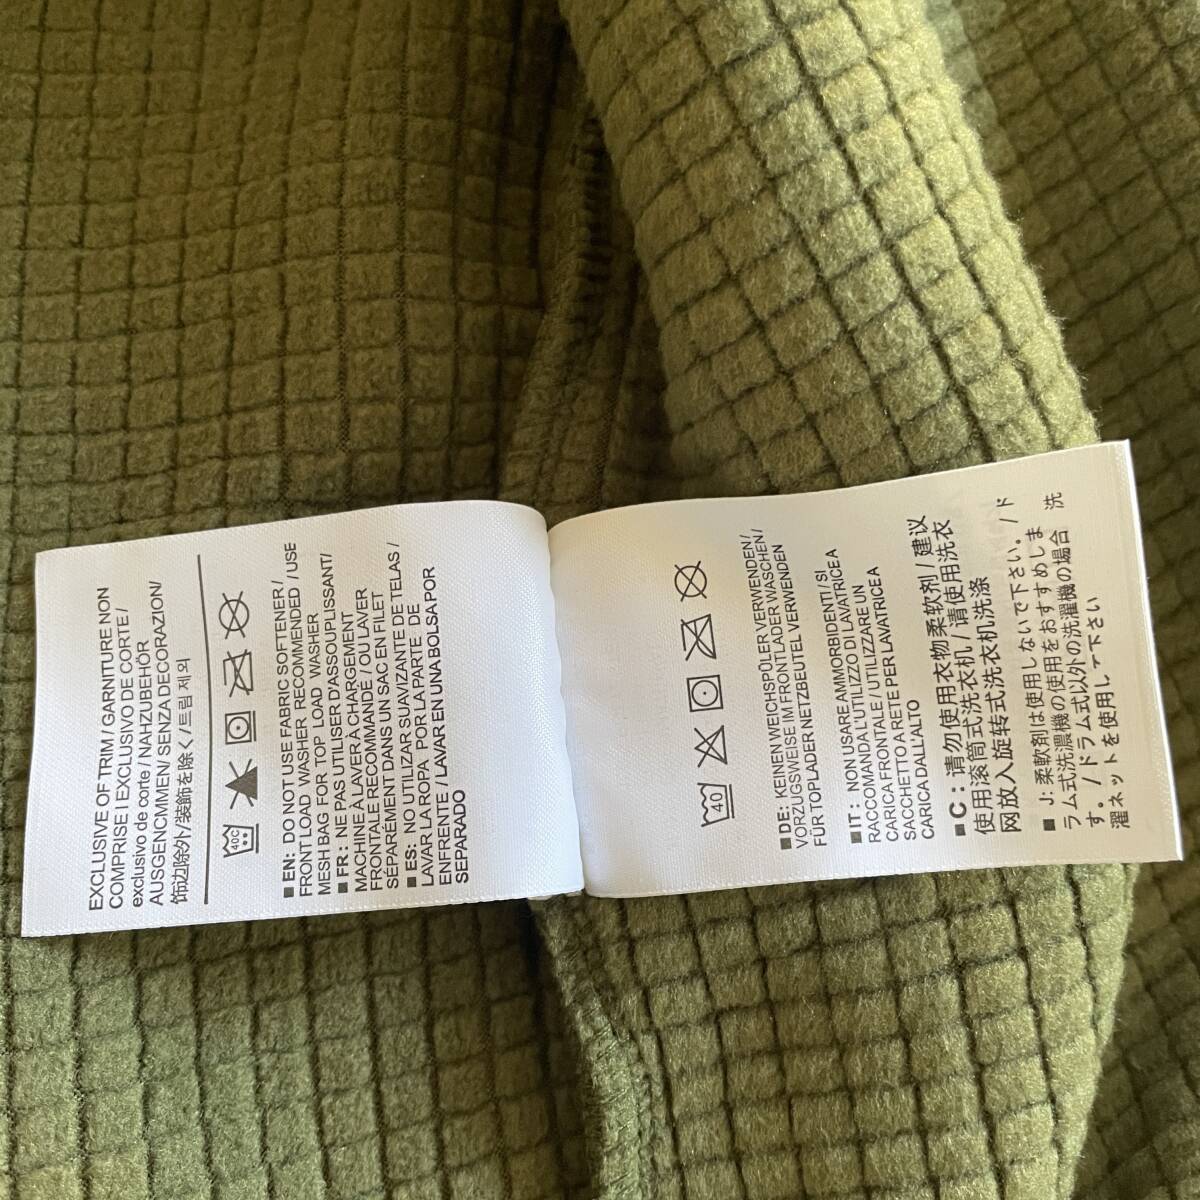 EXCLUSIVE OF TRIM / GARNITURE NON
COMPRISE I EXCLUSIVO DE CORTE /
exclusivo de corte / NAHZUBEHÖR
AUSGENCMMEN/ SENZA DECORAZION/
饰边除外/装飾を除く/트림 제외
40C
■ EN: DO NOT USE FABRIC SOFTENER /
FRONT LOAD WASHER RECOMMENDED / USE
MESH BAG FOR TOP LOAD WASHER
■ FR : NE PAS UTILISER D'ASSOUPLISSANT/
MACHINE À LAVER À CHARGEMENT
FRONTALE RECOMMANDE / OU LAVER
SÉPARÉMENT DANS UN SAC EN FILET
■ ES: NO UTILIZAR SUAVIZANTE DE TELAS /
LAVAR LA ROPA POR LA PARTE DE
ENFRENTE / LAVAR EN UNA BOLSA POR
SEPARADO
40
■ DE: KEINEN WEICHSPÜLER VERWENDEN /
VORZUGSWEISE IM FRONTLADER WASCHEN /
FÜR TOPLADER NETZBEUTEL VERWENDEN
■ IT : NON USARE AMMORBIDENTI / SI
RACCOMANDA L'UTILIZZO DI LAVATRICE A
CARICA FRONTALE / UTILIZZARE UN
SACCHETTO A RETE PER LAVATRICE A
CARICA DALL'ALTO
■ C : 请勿使用衣物柔软剂 / 建议
使用滚筒式洗衣机 / 请使用洗衣
网放入旋转式洗衣机洗涤
■ J: 柔軟剤は使用しないで下さい。/ ド
ラム式洗濃機の使用をおすすめしま
す。/ ドラム式以外の洗濯機の場合 洗
濯ネットを使用して下さい